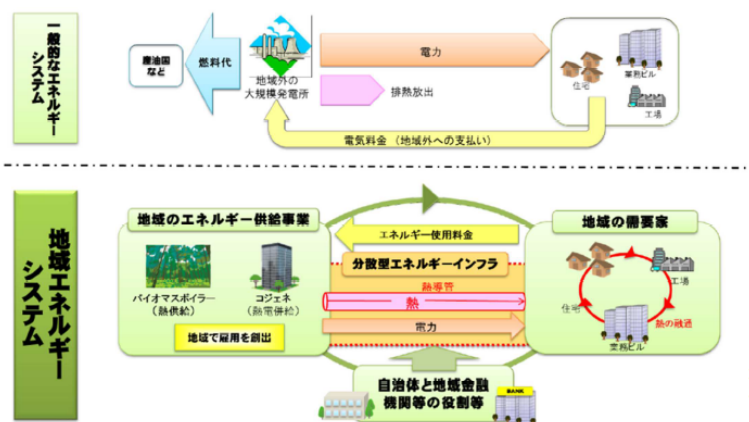 一般的なエネルギー
システム
産油国
など
燃料代
地域外の
大規模発電所
電力
排熱放出
住宅
業務ビル
工場
電気料金 (地域外への支払い)
地域エネルギー
システム
地域のエネルギー供給事業
バイオマスボイラー
(熱供給)
コジェネ
(熱電併給)
地域で雇用を創出
エネルギー使用料金
分散型エネルギーインフラ
熱導管
熱
電力
地域の需要家
工場
住宅
熱の融通
業務ビル
自治体と地域金融
機関等の役割等
BANK